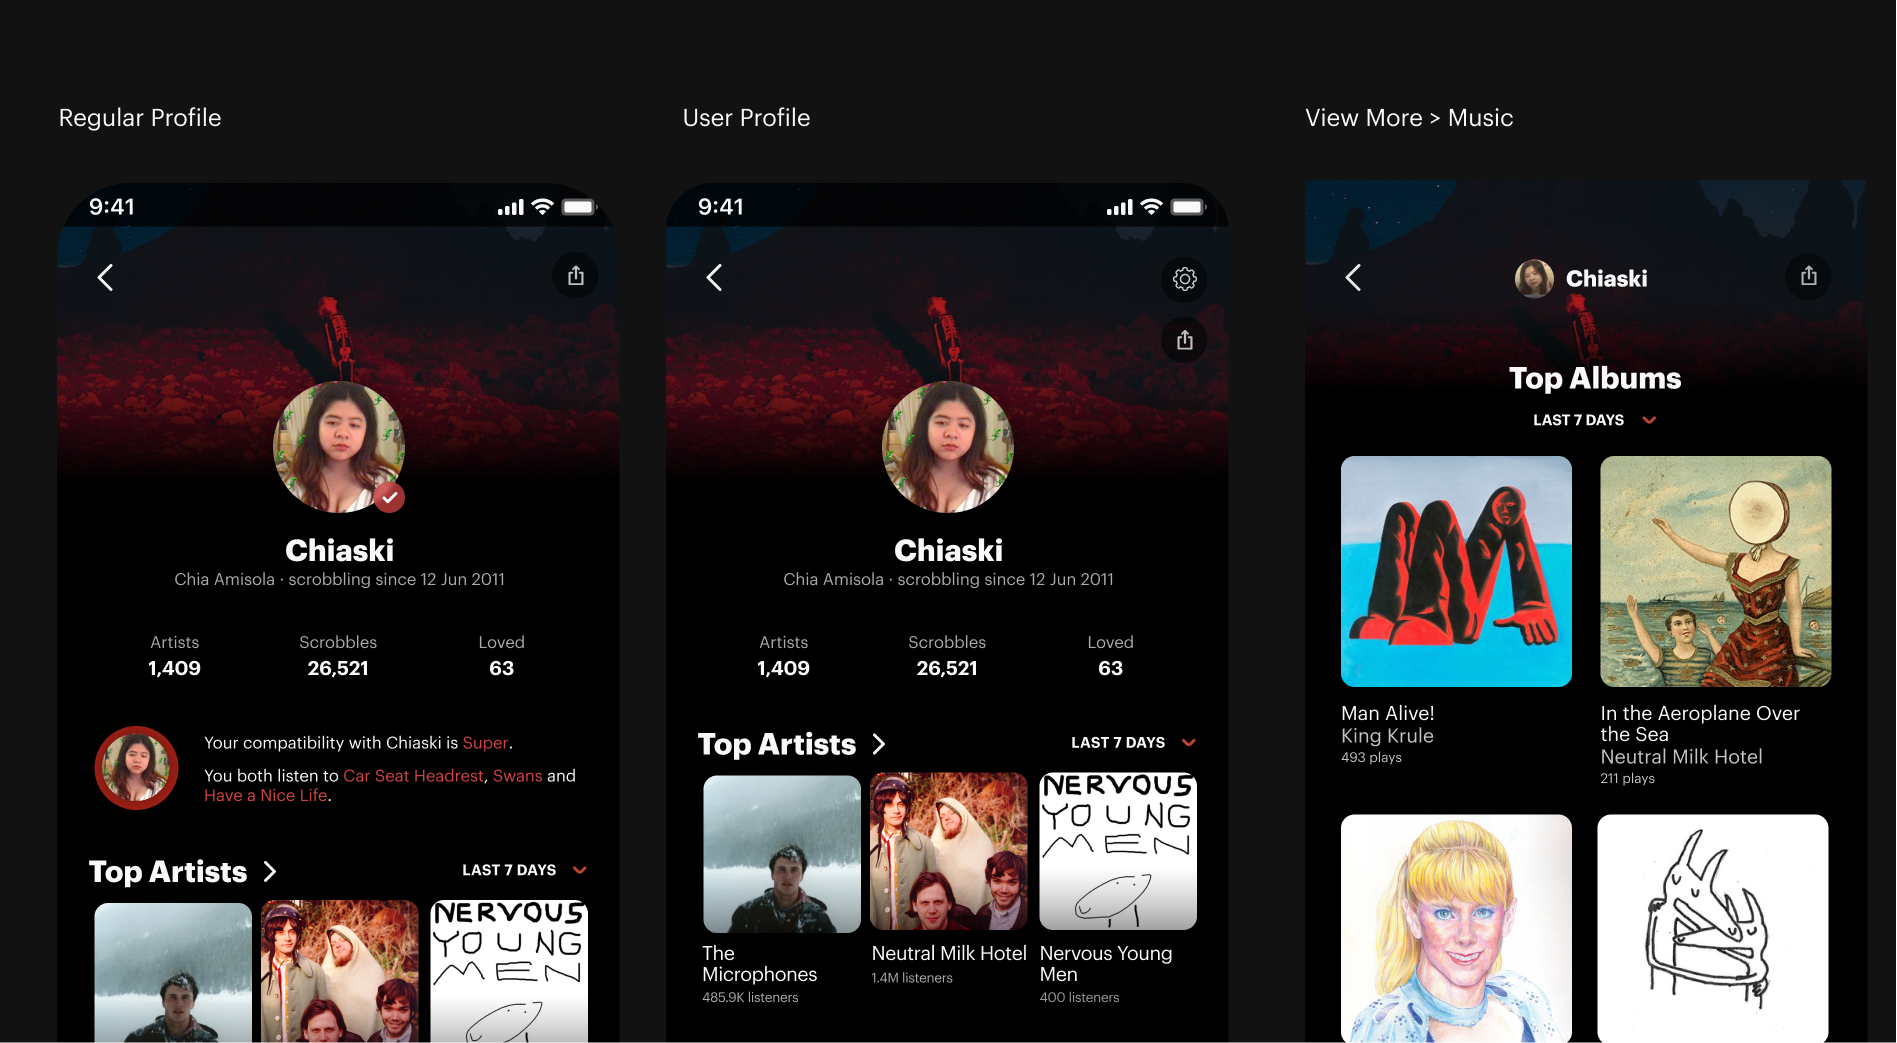 Regular Profile
9:41
Chiaski
Chia Amisola · scrobbling since 12 Jun 2011
Artists
Scrobbles
Loved
1,409
26,521
63
Your compatibility with Chiaski is Super.
You both listen to Car Seat Headrest, Swans and
Have a Nice Life.
Top Artists
LAST 7 DAYS
NERVOUS
YOUNG
MEN
User Profile
9:41
Chiaski
Chia Amisola · scrobbling since 12 Jun 2011
Artists
Scrobbles
Loved
1,409
26,521
63
Top Artists
LAST 7 DAYS
NERVOUS
YOUNG
MEN
The
Microphones
485.9K listeners
Neutral Milk Hotel
1.4M listeners
Nervous Young
Men
400 listeners
View More > Music
Chiaski
Top Albums
LAST 7 DAYS
Man Alive!
King Krule
493 plays
In the Aeroplane Over
the Sea
Neutral Milk Hotel
211 plays